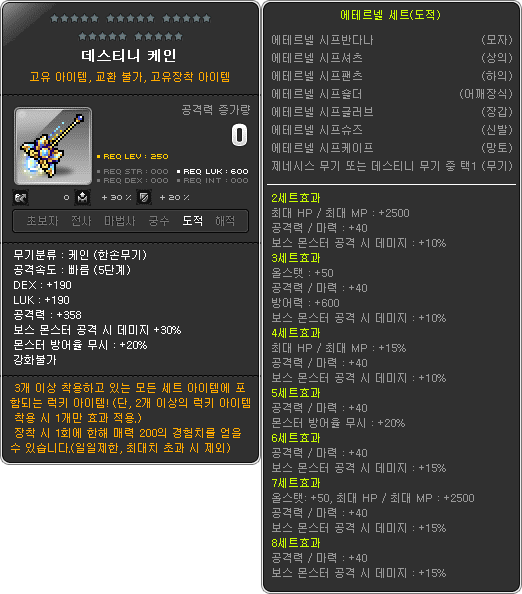 데스티니 케인
고유 아이템, 교환 불가, 고유장착 아이템
공격력 증가량
0
REQ LEV : 250
REQ STR : 000
REQ LUK : 600
REQ DEX : 000
REQ INT : 000
0
+ 30 %
+ 20 %
초보자 전사 마법사 궁수 도적 해적
무기분류 : 케인 (한손무기)
공격속도 : 빠름 (5단계)
DEX : +190
LUK : +190
공격력 : +358
보스 몬스터 공격 시 데미지 +30%
몬스터 방어율 무시 : +20%
강화불가
3개 이상 착용하고 있는 모든 세트 아이템에 포
함되는 럭키 아이템! (단, 2개 이상의 럭키 아이템
착용 시 1개만 효과 적용.)
장착 시 1회에 한해 매력 200의 경험치를 얻을
수 있습니다.(일일제한, 최대치 초과 시 제외)
에테르넬 세트(도적)
에테르넬 시프반다나 (모자)
에테르넬 시프셔츠 (상의)
에테르넬 시프팬츠 (하의)
에테르넬 시프숄더 (어깨장식)
에테르넬 시프글러브 (장갑)
에테르넬 시프슈즈 (신발)
에테르넬 시프케이프 (망토)
제네시스 무기 또는 데스티니 무기 중 택1 (무기)
2세트효과
최대 HP / 최대 MP : +2500
공격력 / 마력 : +40
보스 몬스터 공격 시 데미지 : +10%
3세트효과
올스탯 : +50
공격력 / 마력 : +40
방어력 : +600
보스 몬스터 공격 시 데미지 : +10%
4세트효과
최대 HP / 최대 MP : +15%
공격력 / 마력 : +40
보스 몬스터 공격 시 데미지 : +10%
5세트효과
공격력 / 마력 : +40
몬스터 방어율 무시 : +20%
6세트효과
공격력 / 마력 : +40
보스 몬스터 공격 시 데미지 : +15%
7세트효과
올스탯: +50, 최대 HP / 최대 MP : +2500
공격력 / 마력 : +40
보스 몬스터 공격 시 데미지 : +15%
8세트효과
공격력 / 마력 : +40
보스 몬스터 공격 시 데미지 : +15%